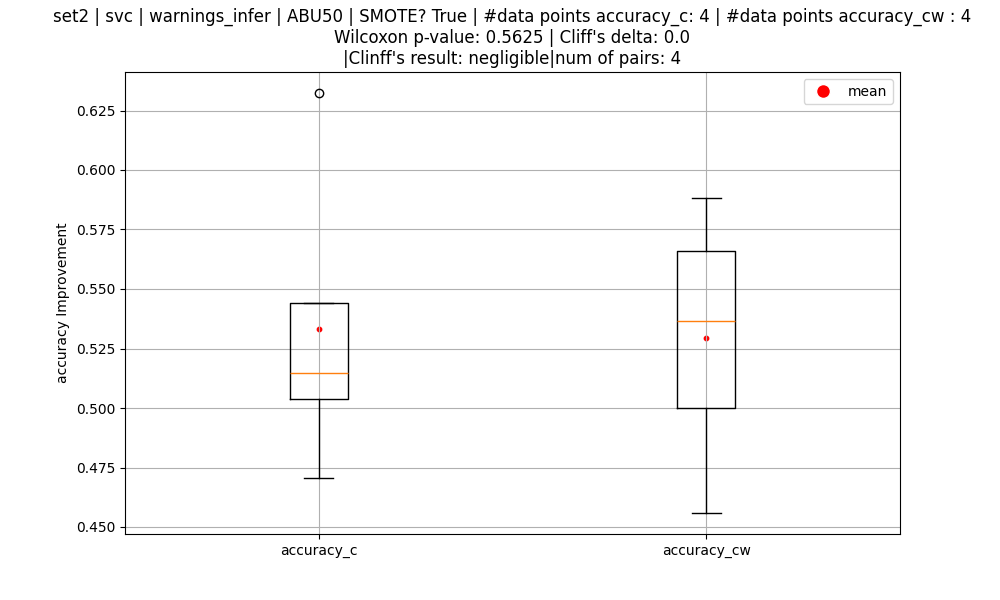 set2 | svc | warnings_infer | ABU50 | SMOTE? True | #data points accuracy_c: 4 | #data points accuracy_cw : 4
Wilcoxon p-value: 0.5625 | Cliff's delta: 0.0
|Clinff's result: negligible|num of pairs: 4
mean
0.625
0.600
0.575
0.550
0.525
0.500
0.475
0.450
accuracy Improvement
accuracy_c
accuracy_cw